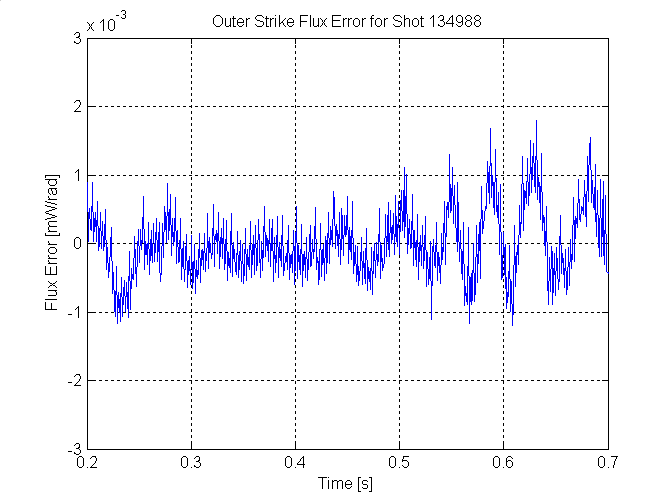 Outer Strike Flux Error for Shot 134988
x 10^-3
3
2
1
0
-1
-2
-3
Flux Error [mW/rad]
0.2 0.3 0.4 0.5 0.6 0.7
Time [s]